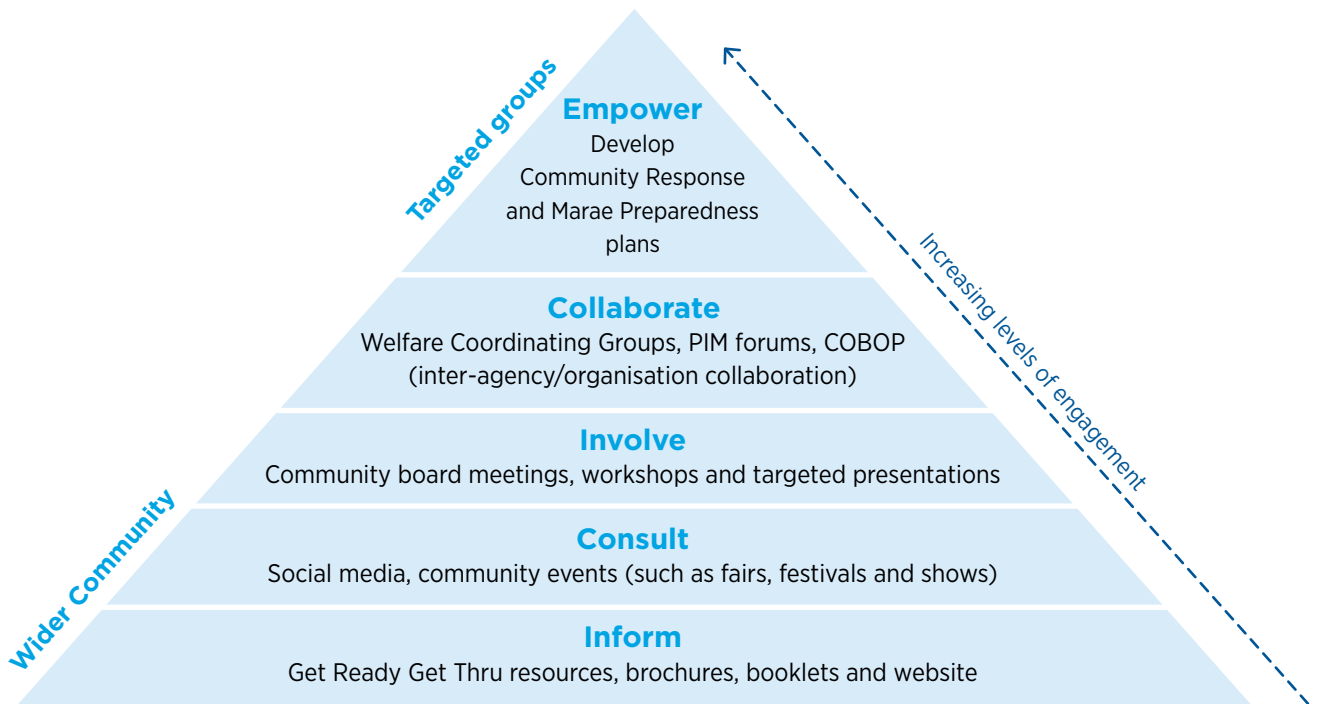 Targeted groups
Empower
Develop
Community Response
and Marae Preparedness
plans
Collaborate
Welfare Coordinating Groups, PIM forums, COBOP
(inter-agency/organisation collaboration)
Increasing levels of engagement
Involve
Community board meetings, workshops and targeted presentations
Wider Community
Consult
Social media, community events (such as fairs, festivals and shows)
Inform
Get Ready Get Thru resources, brochures, booklets and website